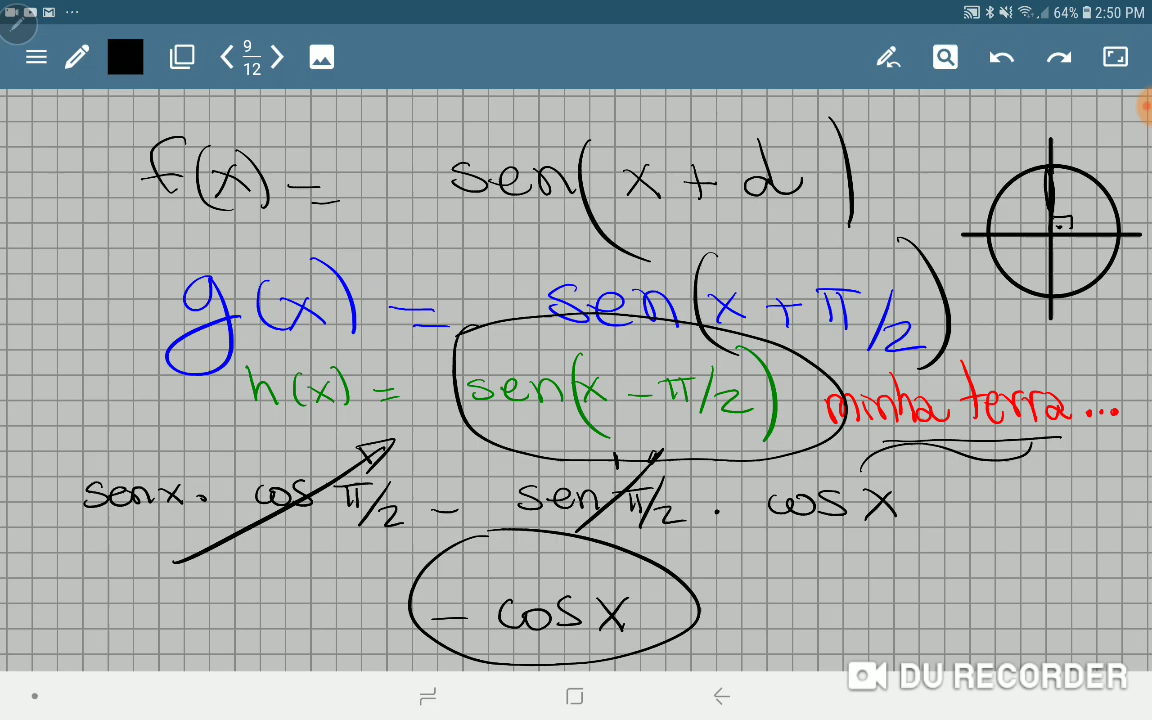 64% 2:50 PM
9
12
f(x) = sen(x + d)
g(x) = sen(x + π/2)
h(x) = sen(x - π/2) minha terra...
senx. cos π/2 - sen π/2 . cos x
- cos x
DU RECORDER